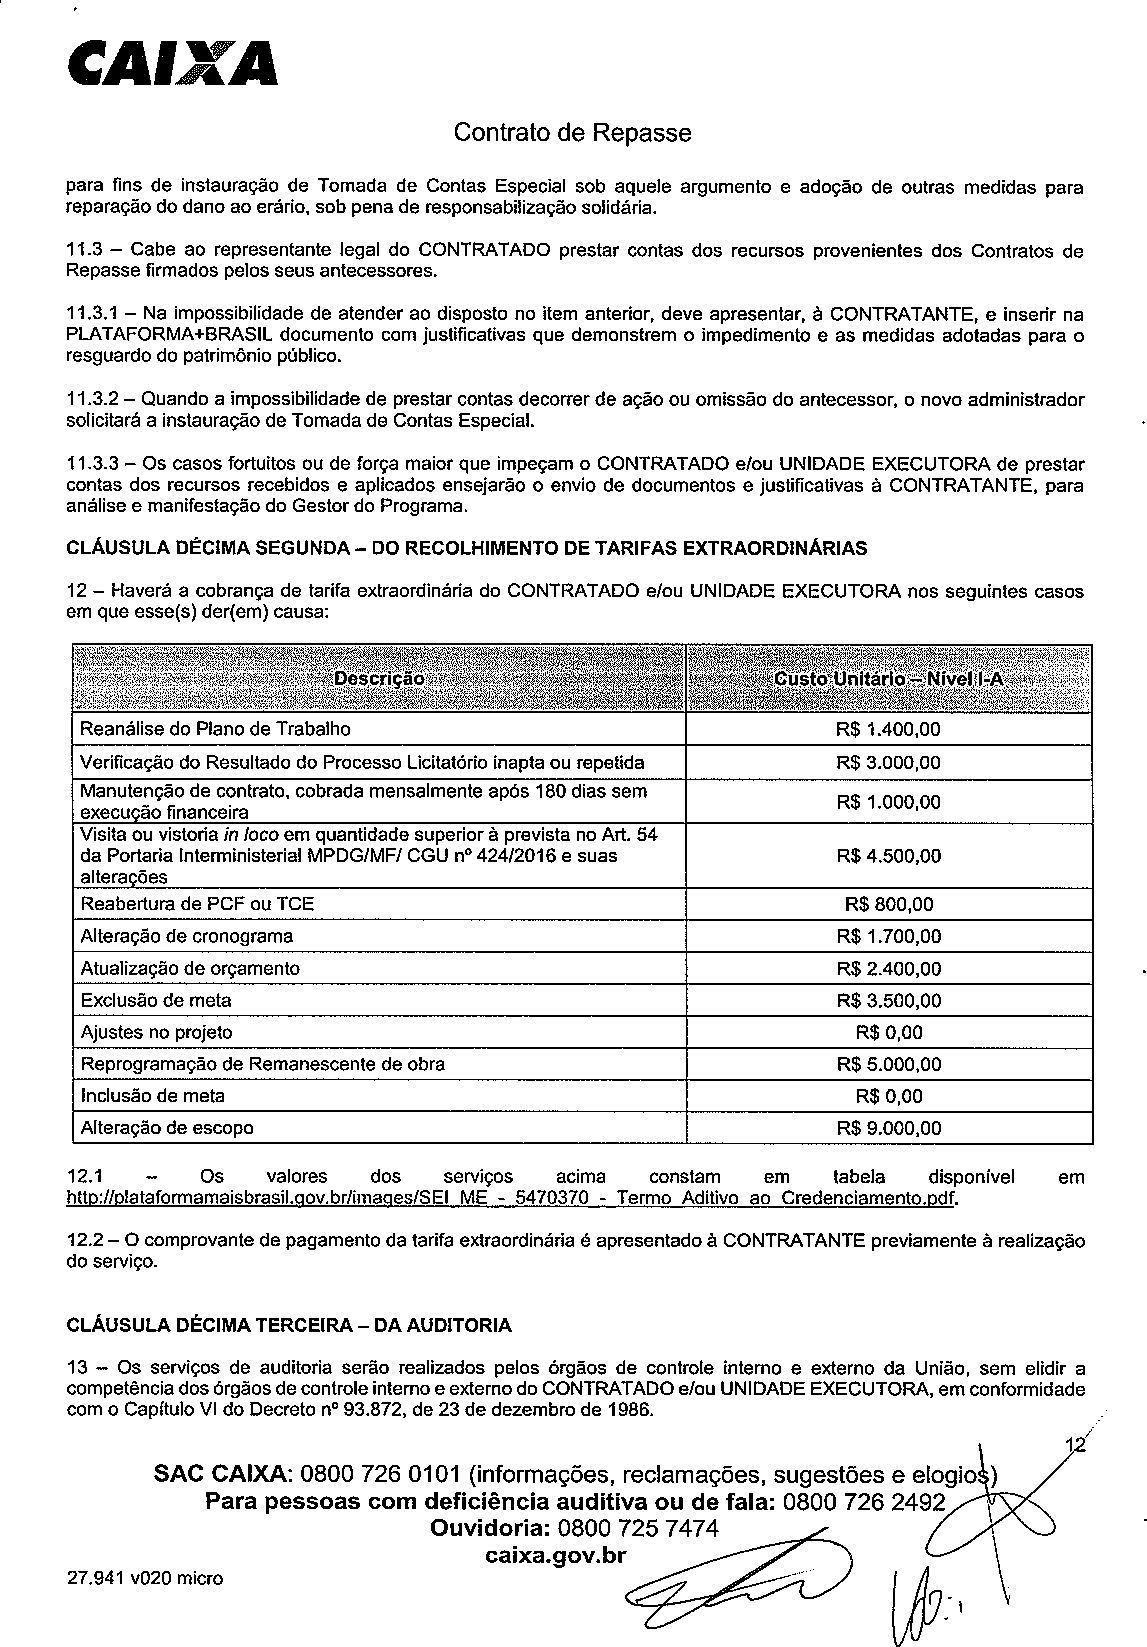 CAIXA
Contrato de Repasse
para fins de instauração de Tomada de Contas Especial sob aquele argumento e adoção de outras medidas para
reparação do dano ao erário, sob pena de responsabilização solidária.
11.3 – Cabe ao representante legal do CONTRATADO prestar contas dos recursos provenientes dos Contratos de
Repasse firmados pelos seus antecessores.
11.3.1 – Na impossibilidade de atender ao disposto no item anterior, deve apresentar, à CONTRATANTE, e inserir na
PLATAFORMA+BRASIL documento com justificativas que demonstrem o impedimento e as medidas adotadas para o
resguardo do patrimônio público.
11.3.2 – Quando a impossibilidade de prestar contas decorrer de ação ou omissão do antecessor, o novo administrador
solicitará a instauração de Tomada de Contas Especial.
11.3.3 – Os casos fortuitos ou de força maior que impeçam o CONTRATADO e/ou UNIDADE EXECUTORA de prestar
contas dos recursos recebidos e aplicados ensejarão o envio de documentos e justificativas à CONTRATANTE, para
análise e manifestação do Gestor do Programa.
CLÁUSULA DÉCIMA SEGUNDA – DO RECOLHIMENTO DE TARIFAS EXTRAORDINÁRIAS
12 – Haverá a cobrança de tarifa extraordinária do CONTRATADO e/ou UNIDADE EXECUTORA nos seguintes casos
em que esse(s) der(em) causa:
Descrição Custo Unitário – Nível I-A
Reanálise do Plano de Trabalho R$ 1.400,00
Verificação do Resultado do Processo Licitatório inapta ou repetida R$ 3.000,00
Manutenção de contrato, cobrada mensalmente após 180 dias sem
execução financeira R$ 1.000,00
Visita ou vistoria in loco em quantidade superior à prevista no Art. 54
da Portaria Interministerial MPDG/MF/ CGU nº 424/2016 e suas R$ 4.500,00
alterações
Reabertura de PCF ou TCE R$ 800,00
Alteração de cronograma R$ 1.700,00
Atualização de orçamento R$ 2.400,00
Exclusão de meta R$ 3.500,00
Ajustes no projeto R$ 0,00
Reprogramação de Remanescente de obra R$ 5.000,00
Inclusão de meta R$ 0,00
Alteração de escopo R$ 9.000,00
12.1 – Os valores dos serviços acima constam em tabela disponível em
http://plataformamaisbrasil.gov.br/images/SEI_ME_-_5470370_-_Termo_Aditivo_ao_Credenciamento.pdf.
12.2 – O comprovante de pagamento da tarifa extraordinária é apresentado à CONTRATANTE previamente à realização
do serviço.
CLÁUSULA DÉCIMA TERCEIRA – DA AUDITORIA
13 – Os serviços de auditoria serão realizados pelos órgãos de controle interno e externo da União, sem elidir a
competência dos órgãos de controle interno e externo do CONTRATADO e/ou UNIDADE EXECUTORA, em conformidade
com o Capítulo VI do Decreto nº 93.872, de 23 de dezembro de 1986.
12
SAC CAIXA: 0800 726 0101 (informações, reclamações, sugestões e elogios)
Para pessoas com deficiência auditiva ou de fala: 0800 726 2492
Ouvidoria: 0800 725 7474
caixa.gov.br
27.941 v020 micro